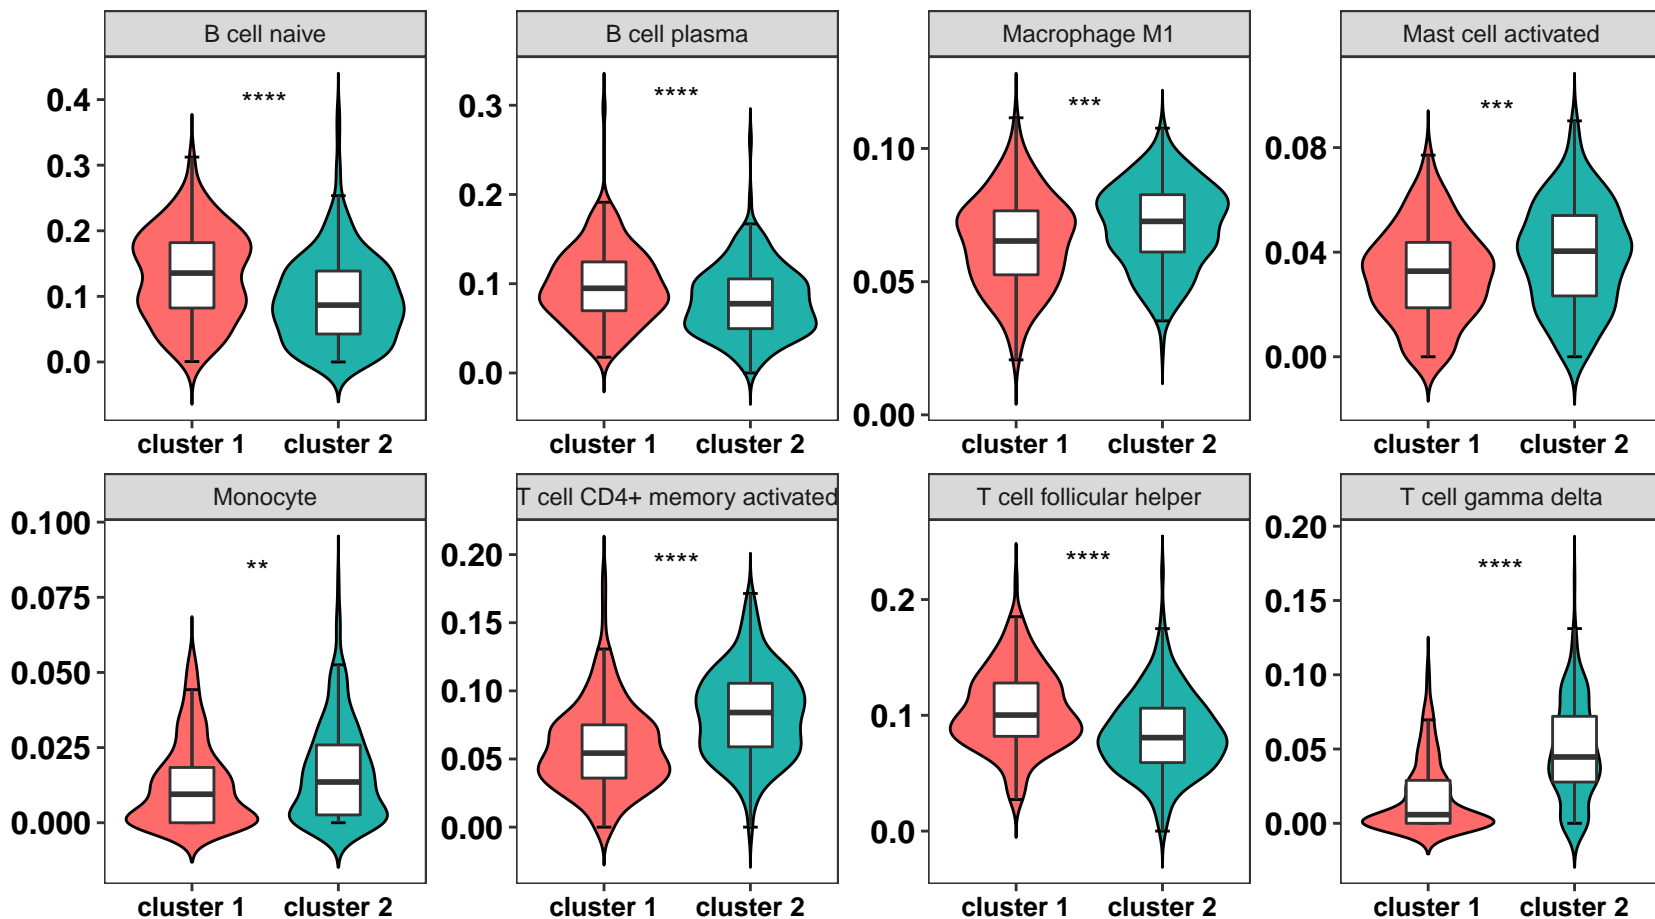 B cell naive
B cell plasma
Macrophage M1
Mast cell activated
0.4
0.3
0.2
0.1
0.0
****
cluster 1
cluster 2
0.3
0.2
0.1
0.0
****
cluster 1
cluster 2
0.10
0.05
0.00
***
cluster 1
cluster 2
0.08
0.04
0.00
***
cluster 1
cluster 2
Monocyte
T cell CD4+ memory activated
T cell follicular helper
T cell gamma delta
0.100
0.075
0.050
0.025
0.000
**
cluster 1
cluster 2
0.20
0.15
0.10
0.05
0.00
****
cluster 1
cluster 2
0.2
0.1
0.0
****
cluster 1
cluster 2
0.20
0.15
0.10
0.05
0.00
****
cluster 1
cluster 2